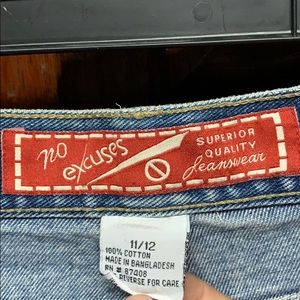 no
excuses
SUPERIOR
QUALITY
Jeanswear
11/12
100% COTTON
MADE IN BANGLADESH
RN # 87408
REVERSE FOR CARE